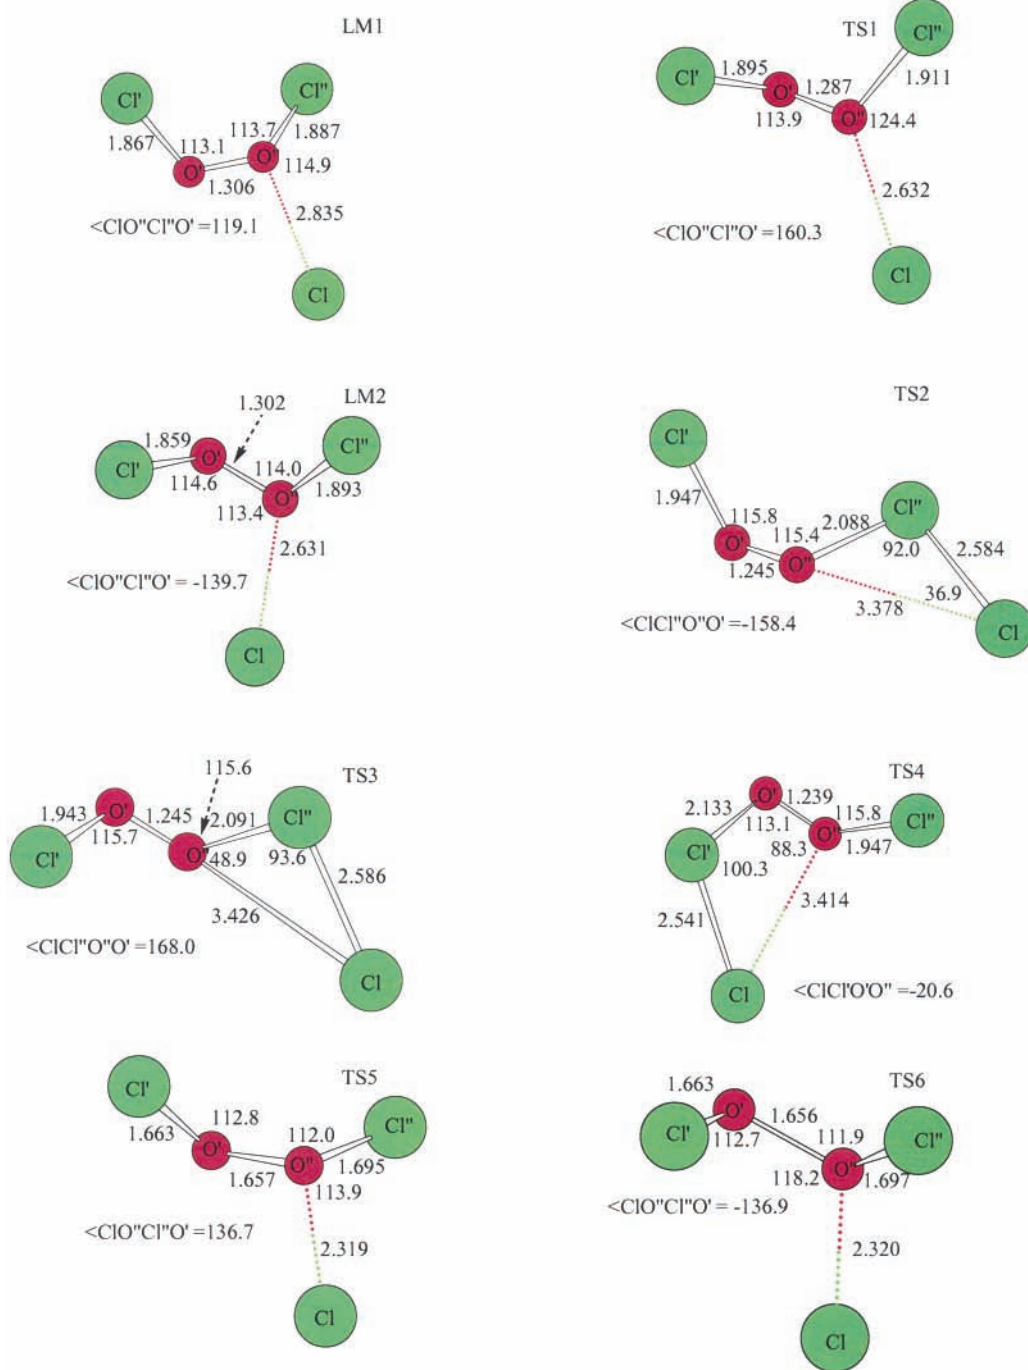 LM1
Cl'
Cl"
1.867
113.1
113.7
1.887
O'
O"
114.9
1.306
2.835
<ClO"Cl"O' =119.1
Cl
TS1
Cl"
Cl'
1.895
1.287
1.911
O'
O"
113.9
124.4
2.632
<ClO"Cl"O' =160.3
Cl
LM2
1.302
Cl"
1.859
O'
Cl'
114.6
114.0
1.893
O"
113.4
2.631
<ClO"Cl"O' = -139.7
Cl
TS2
Cl'
1.947
Cl"
115.8
115.4
2.088
O'
O"
92.0
2.584
1.245
3.378
36.9
<ClCl"O"O' =-158.4
Cl
115.6
TS3
1.943
O'
1.245
2.091
Cl"
Cl'
115.7
O"
48.9
93.6
2.586
3.426
<ClCl"O"O' =168.0
Cl
TS4
O'
2.133
1.239
115.8
Cl"
113.1
O"
Cl'
88.3
1.947
100.3
2.541
3.414
Cl
<ClCl'O'O" =-20.6
TS5
Cl'
112.8
Cl"
1.663
O'
112.0
O"
1.695
1.657
113.9
<ClO"Cl"O' =136.7
2.319
Cl
TS6
1.663
O'
1.656
Cl'
112.7
111.9
Cl"
118.2
O"
1.697
<ClO"Cl"O' = -136.9
2.320
Cl